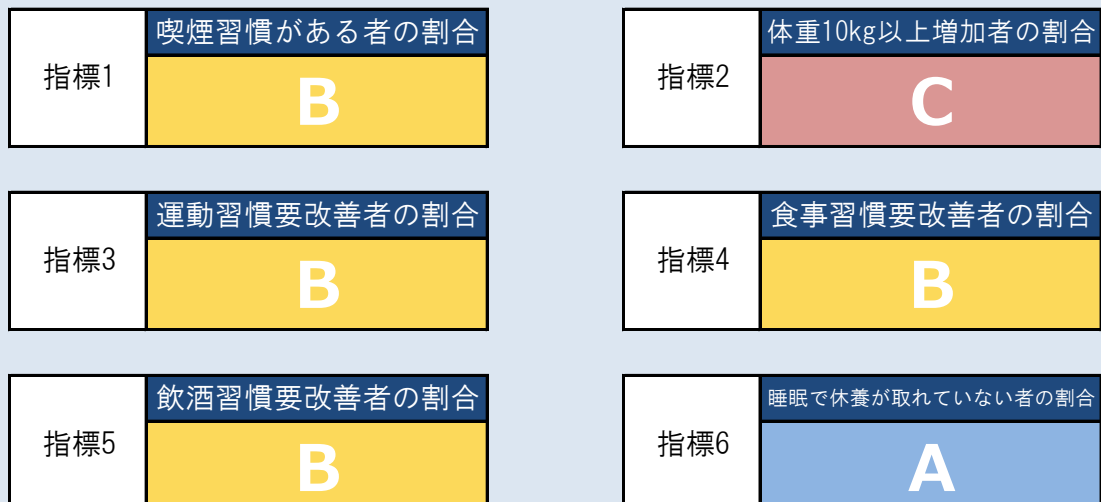 指標1
喫煙習慣がある者の割合
B
指標2
体重10kg以上増加者の割合
C
指標3
運動習慣要改善者の割合
B
指標4
食事習慣要改善者の割合
B
指標5
飲酒習慣要改善者の割合
B
指標6
睡眠で休養が取れていない者の割合
A